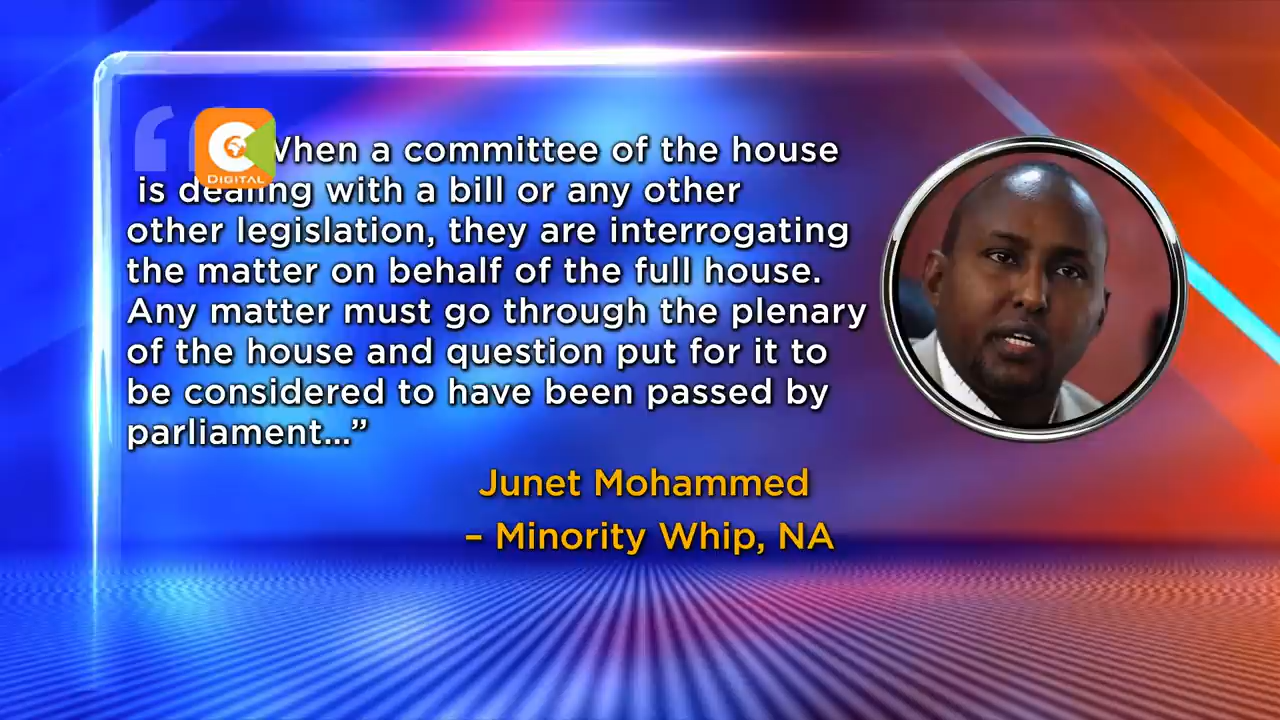 “
DIGITAL
When a committee of the house
is dealing with a bill or any other
other legislation, they are interrogating
the matter on behalf of the full house.
Any matter must go through the plenary
of the house and question put for it to
be considered to have been passed by
parliament...”
Junet Mohammed
– Minority Whip, NA